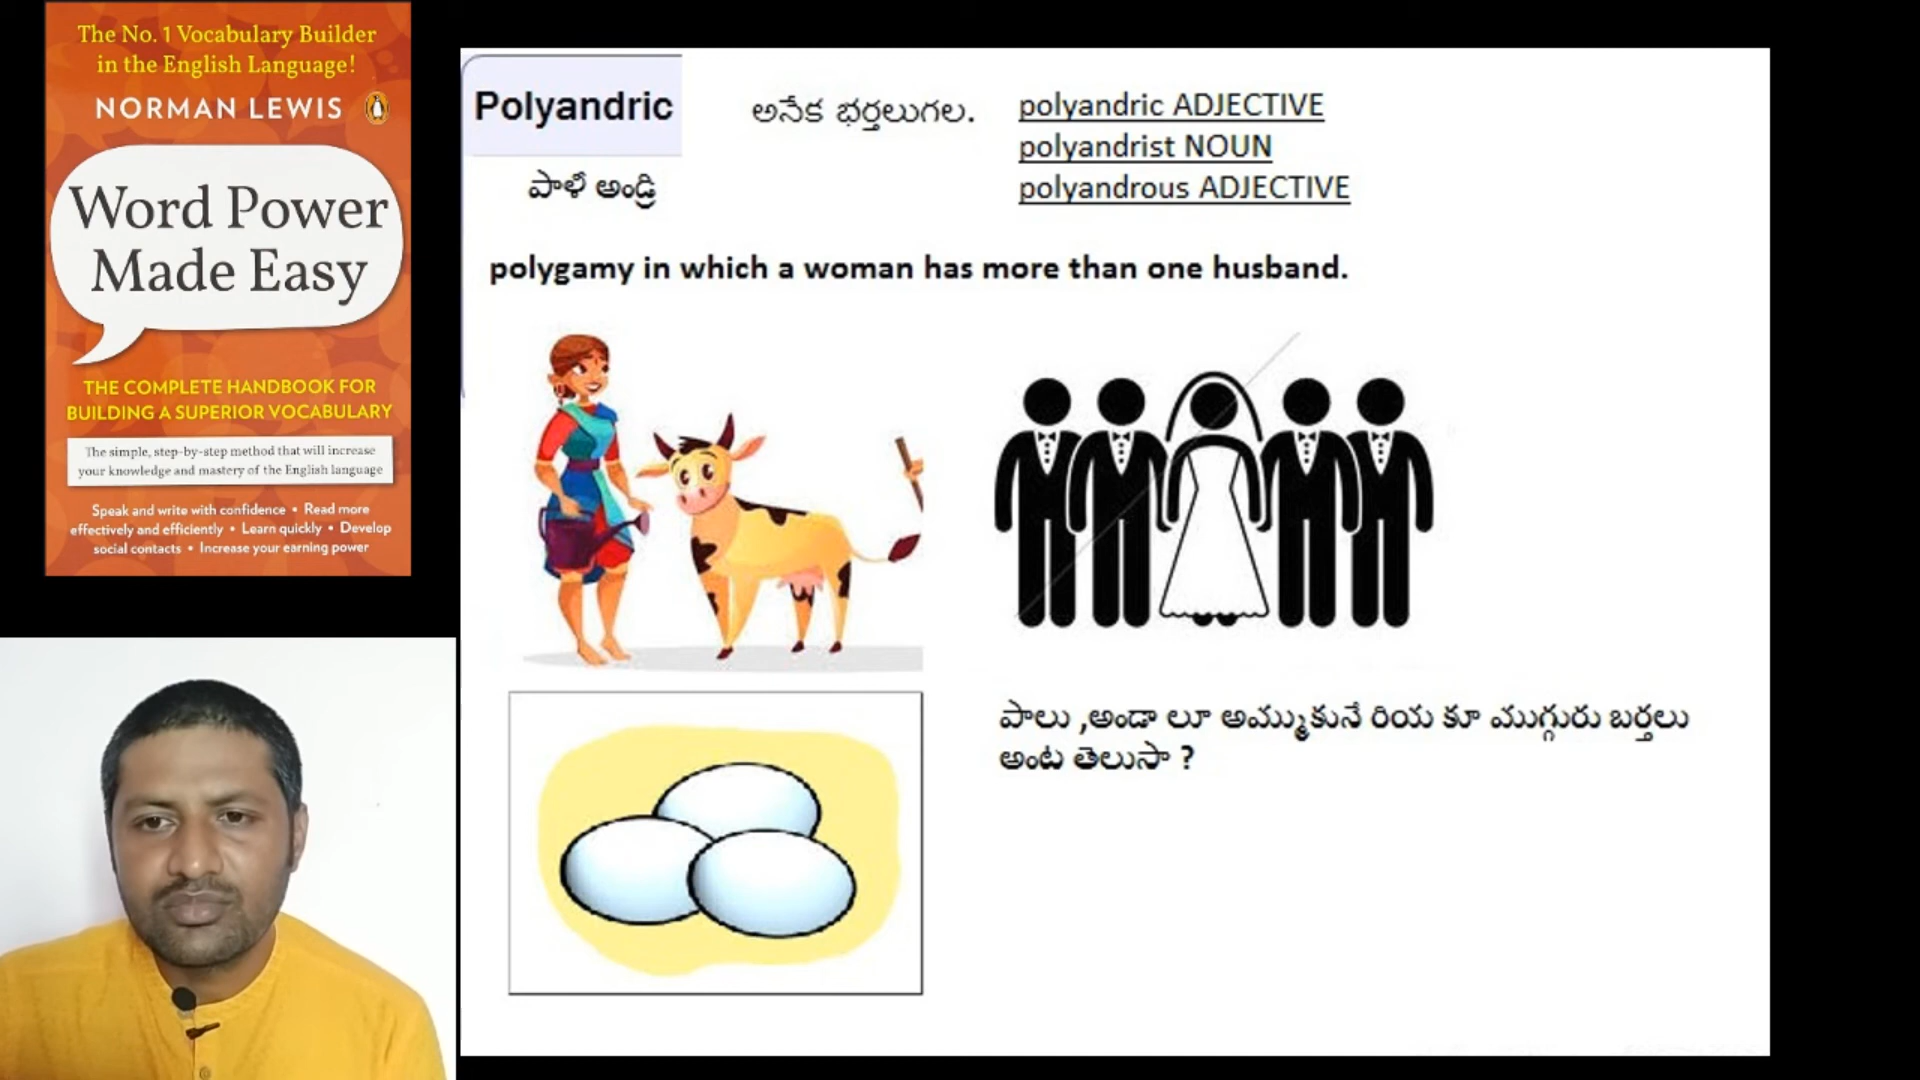 The No. 1 Vocabulary Builder
in the English Language!
NORMAN LEWIS
Word Power
Made Easy
THE COMPLETE HANDBOOK FOR
BUILDING A SUPERIOR VOCABULARY
The simple, step-by-step method that will increase
your knowledge and mastery of the English language
Speak and write with confidence • Read more
effectively and efficiently • Learn quickly • Develop
social contacts • Increase your earning power
Polyandric
అనేక భర్తలుగల.
polyandric ADJECTIVE
polyandrist NOUN
polyandrous ADJECTIVE
పాళీ అండ్రి
polygamy in which a woman has more than one husband.
పాలు ,అండా లూ అమ్ముకునే రియ కూ ముగ్గురు బర్తలు
అంట తెలుసా ?